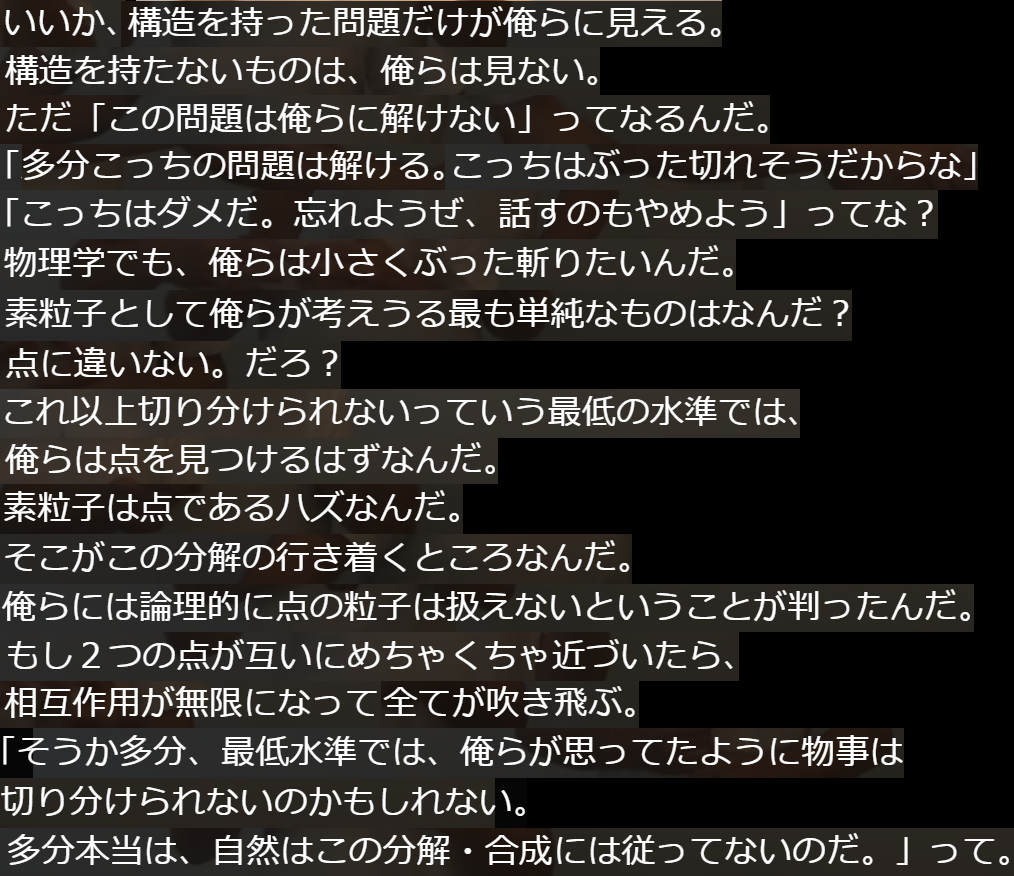 いいか、構造を持った問題だけが俺らに見える。
構造を持たないものは、俺らは見ない。
ただ「この問題は俺らに解けない」ってなるんだ。
「多分こっちの問題は解ける。こっちはぶった切れそうだからな」
「こっちはダメだ。忘れようぜ、話すのもやめよう」ってな？
物理学でも、俺らは小さくぶった斬りたいんだ。
素粒子として俺らが考えうる最も単純なものはなんだ？
点に違いない。だろ？
これ以上切り分けられないっていう最低の水準では、
俺らは点を見つけるはずなんだ。
素粒子は点であるハズなんだ。
そこがこの分解の行き着くところなんだ。
俺らには論理的に点の粒子は扱えないということが判ったんだ。
もし２つの点が互いにめちゃくちゃ近づいたら、
相互作用が無限になって全てが吹き飛ぶ。
「そうか多分、最低水準では、俺らが思ってたように物事は
切り分けられないのかもしれない。
多分本当は、自然はこの分解・合成には従ってないのだ。」って。